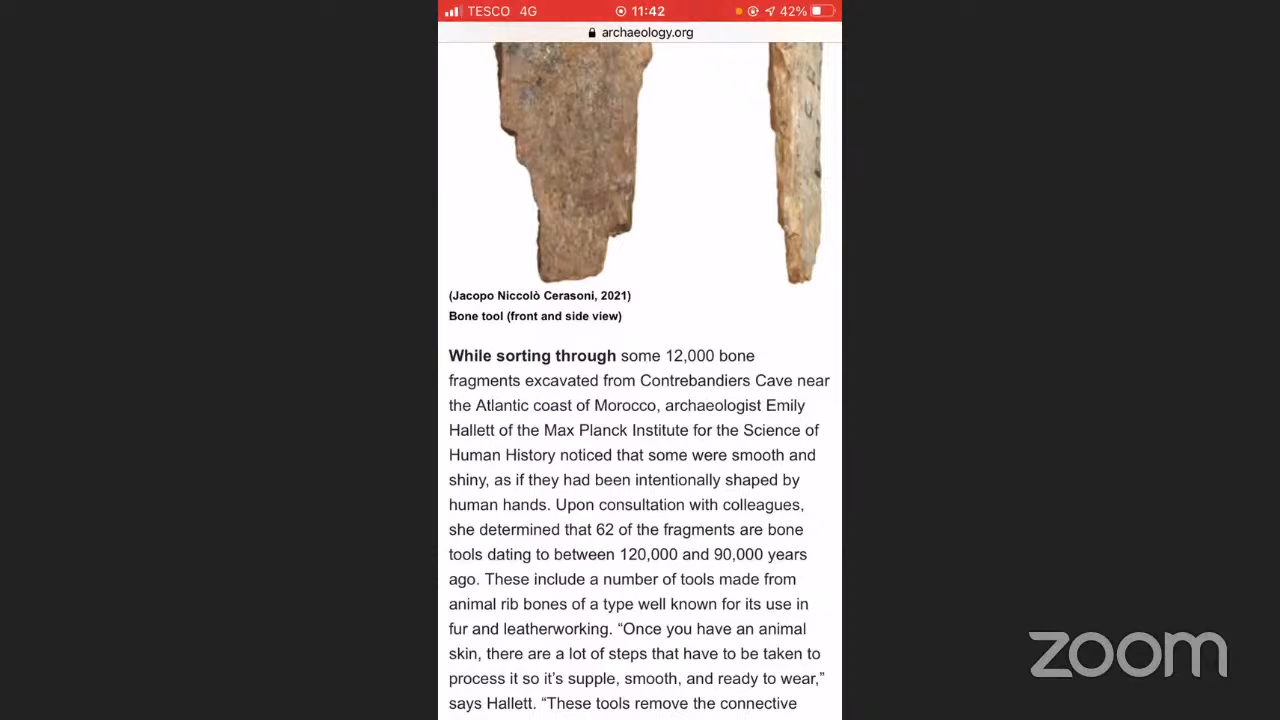 TESCO 4G 11:42 42%
archaeology.org
(Jacopo Niccolò Cerasoni, 2021)
Bone tool (front and side view)
While sorting through some 12,000 bone
fragments excavated from Contrebandiers Cave near
the Atlantic coast of Morocco, archaeologist Emily
Hallett of the Max Planck Institute for the Science of
Human History noticed that some were smooth and
shiny, as if they had been intentionally shaped by
human hands. Upon consultation with colleagues,
she determined that 62 of the fragments are bone
tools dating to between 120,000 and 90,000 years
ago. These include a number of tools made from
animal rib bones of a type well known for its use in
fur and leatherworking. “Once you have an animal
skin, there are a lot of steps that have to be taken to
process it so it’s supple, smooth, and ready to wear,”
says Hallett. “These tools remove the connective
zoom